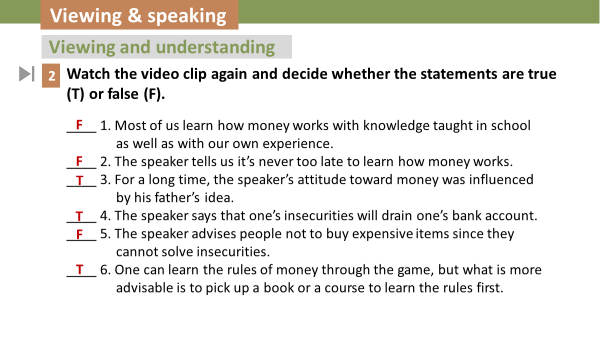 Viewing & speaking
Viewing and understanding
2 Watch the video clip again and decide whether the statements are true
(T) or false (F).
F 1. Most of us learn how money works with knowledge taught in school
as well as with our own experience.
F 2. The speaker tells us it’s never too late to learn how money works.
T 3. For a long time, the speaker’s attitude toward money was influenced
by his father’s idea.
T 4. The speaker says that one’s insecurities will drain one’s bank account.
F 5. The speaker advises people not to buy expensive items since they
cannot solve insecurities.
T 6. One can learn the rules of money through the game, but what is more
advisable is to pick up a book or a course to learn the rules first.